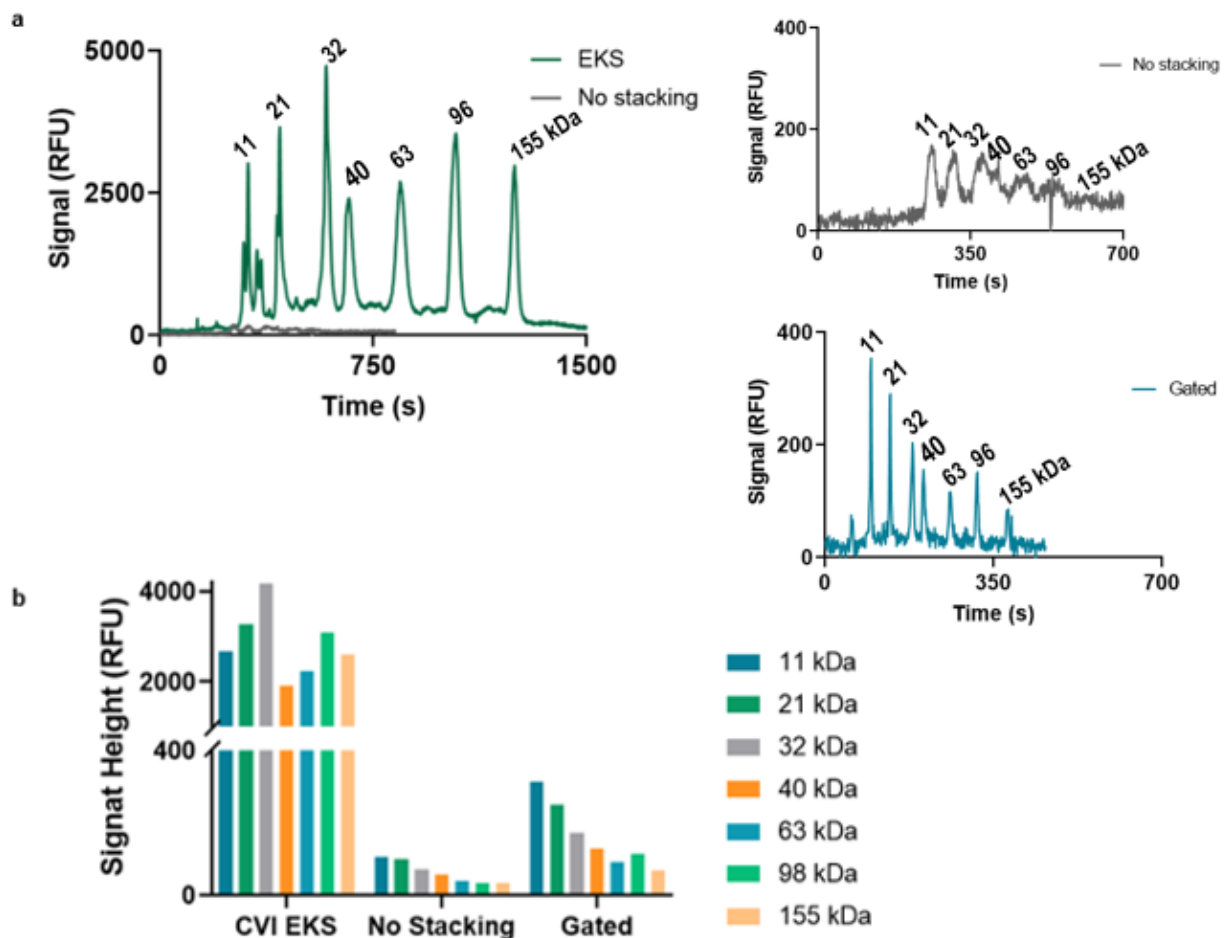 a
5000
2500
0
Signal (RFU)
11
21
32
40
63
96
155 kDa
EKS
No stacking
0
750
1500
Time (s)
400
200
0
Signal (RFU)
11
21
32
40
63
96
155 kDa
No stacking
0
350
700
Time (s)
400
200
0
Signal (RFU)
11
21
32
40
63
96
155 kDa
Gated
0
350
700
Time (s)
b
4000
2000
400
0
Signat Height (RFU)
CVI EKS
No Stacking
Gated
11 kDa
21 kDa
32 kDa
40 kDa
63 kDa
98 kDa
155 kDa